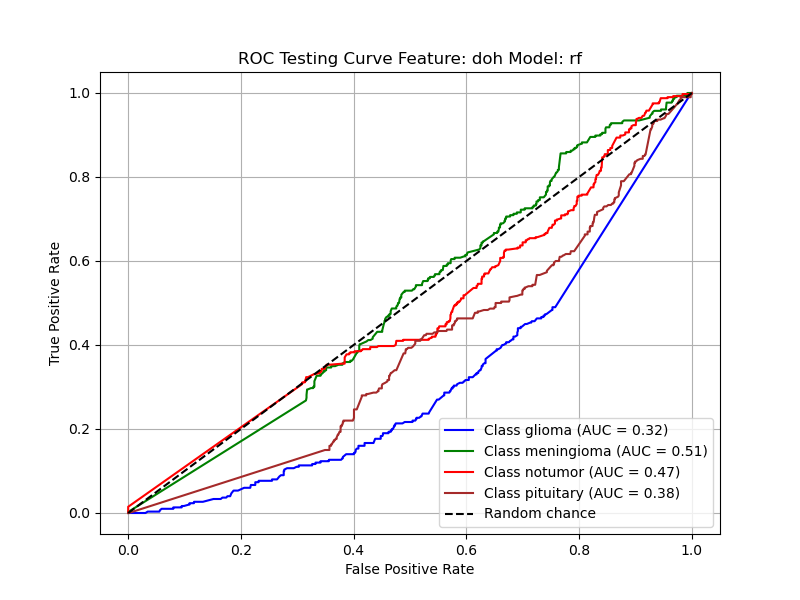 ROC Testing Curve Feature: doh Model: rf
True Positive Rate
1.0
0.8
0.6
0.4
0.2
0.0
Class glioma (AUC = 0.32)
Class meningioma (AUC = 0.51)
Class notumor (AUC = 0.47)
Class pituitary (AUC = 0.38)
Random chance
0.0 0.2 0.4 0.6 0.8 1.0
False Positive Rate